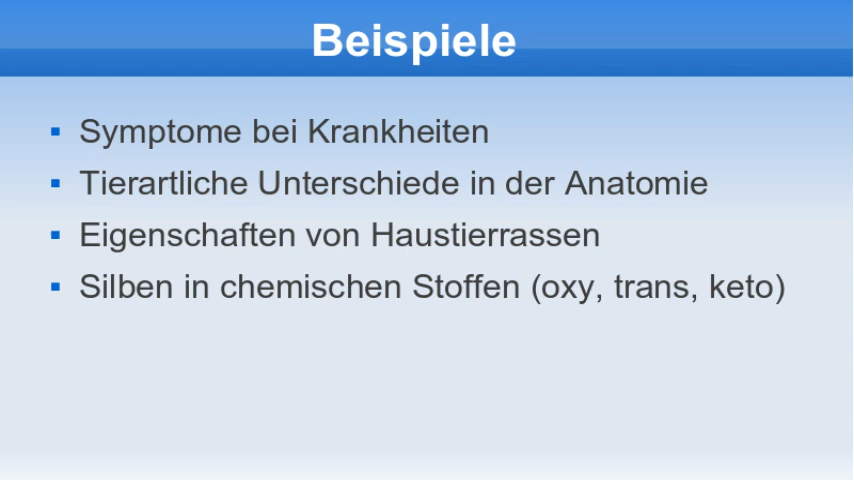 Beispiele
Symptome bei Krankheiten
Tierartliche Unterschiede in der Anatomie
Eigenschaften von Haustierrassen
Silben in chemischen Stoffen (oxy, trans, keto)